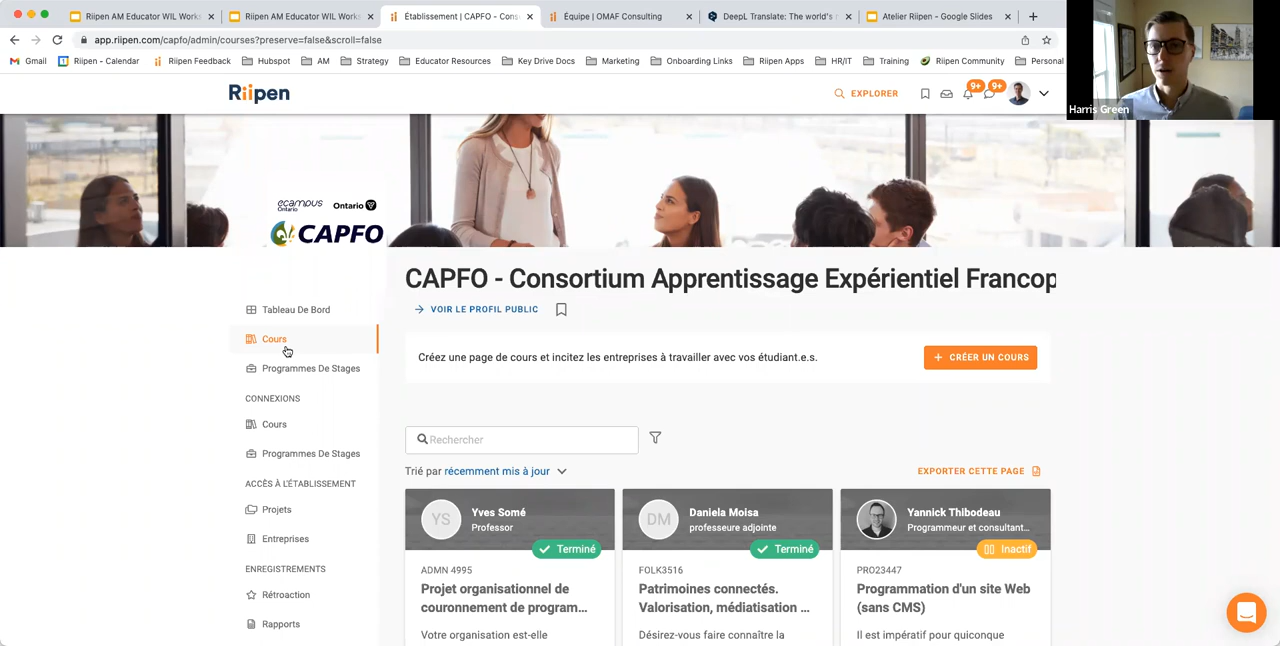 Riipen AM Educator WIL Works
Riipen AM Educator WIL Works
Établissement | CAPFO - Cons
Équipe | OMAF Consulting
DeepL Translate: The world's
Atelier Riipen - Google Slides
app.riipen.com/capfo/admin/courses?preserve=false&scroll=false
Gmail
Riipen - Calendar
Riipen Feedback
Hubspot
AM
Strategy
Educator Resources
Key Drive Docs
Marketing
Onboarding Links
Riipen Apps
HR/IT
Training
Riipen Community
Personal
Riipen
EXPLORER
9+
9+
Harris Green
eCampus
Ontario
Ontario
CAPFO
CAPFO - Consortium Apprentissage Expérientiel Francop
VOIR LE PROFIL PUBLIC
Tableau De Bord
Cours
Programmes De Stages
CONNEXIONS
Cours
Programmes De Stages
ACCÈS À L'ÉTABLISSEMENT
Projets
Entreprises
ENREGISTREMENTS
Rétroaction
Rapports
Créez une page de cours et incitez les entreprises à travailler avec vos étudiant.e.s.
+ CRÉER UN COURS
Rechercher
Trié par récemment mis à jour
EXPORTER CETTE PAGE
YS
Yves Somé
Professor
Terminé
ADMN 4995
Projet organisationnel de
couronnement de program...
Votre organisation est-elle
DM
Daniela Moisa
professeure adjointe
Terminé
FOLK3516
Patrimoines connectés.
Valorisation, médiatisation ...
Désirez-vous faire connaître la
Yannick Thibodeau
Programmeur et consultant...
Inactif
PRO23447
Programmation d'un site Web
(sans CMS)
Il est impératif pour quiconque